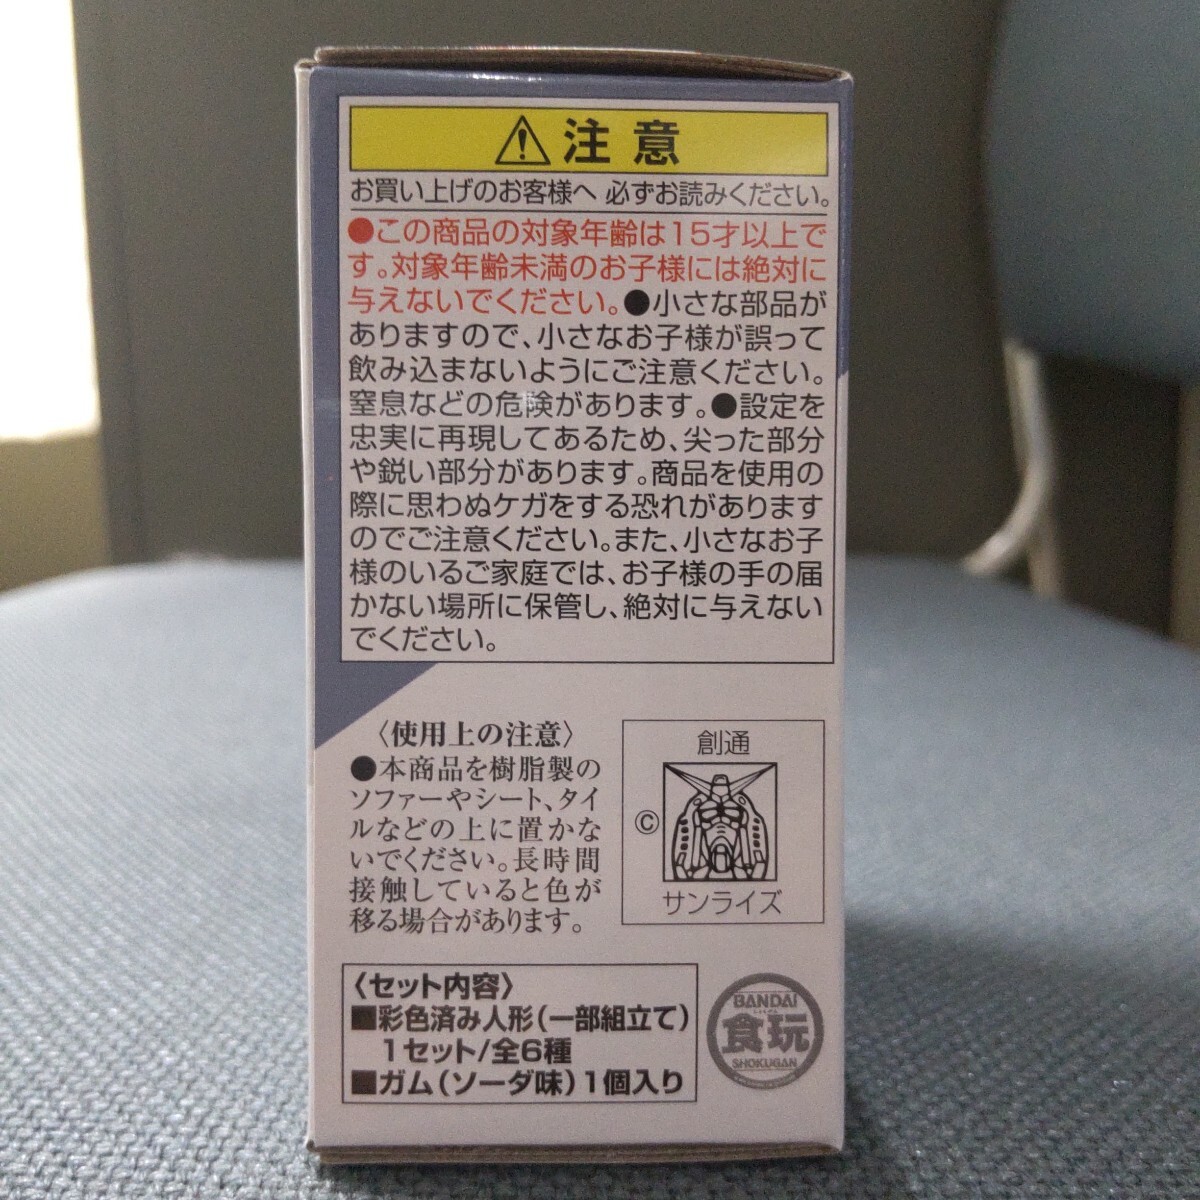 注意
お買い上げのお客様へ 必ずお読みください。
●この商品の対象年齢は15才以上で
す。対象年齢未満のお子様には絶対に
与えないでください。●小さな部品が
ありますので、小さなお子様が誤って
飲み込まないようにご注意ください。
窒息などの危険があります。●設定を
忠実に再現してあるため、尖った部分
や鋭い部分があります。商品を使用の
際に思わぬケガをする恐れがあります
のでご注意ください。また、小さなお子
様のいるご家庭では、お子様の手の届
かない場所に保管し、絶対に与えない
でください。
〈使用上の注意〉
●本商品を樹脂製の
ソファーやシート、タイ
ルなどの上に置かな
いでください。長時間
接触していると色が
移る場合があります。
創通
©
サンライズ
〈セット内容〉
■彩色済み人形(一部組立て)
1セット/全6種
■ガム(ソーダ味)1個入り
BANDAI
しょくがん
食玩
SHOKUGAN